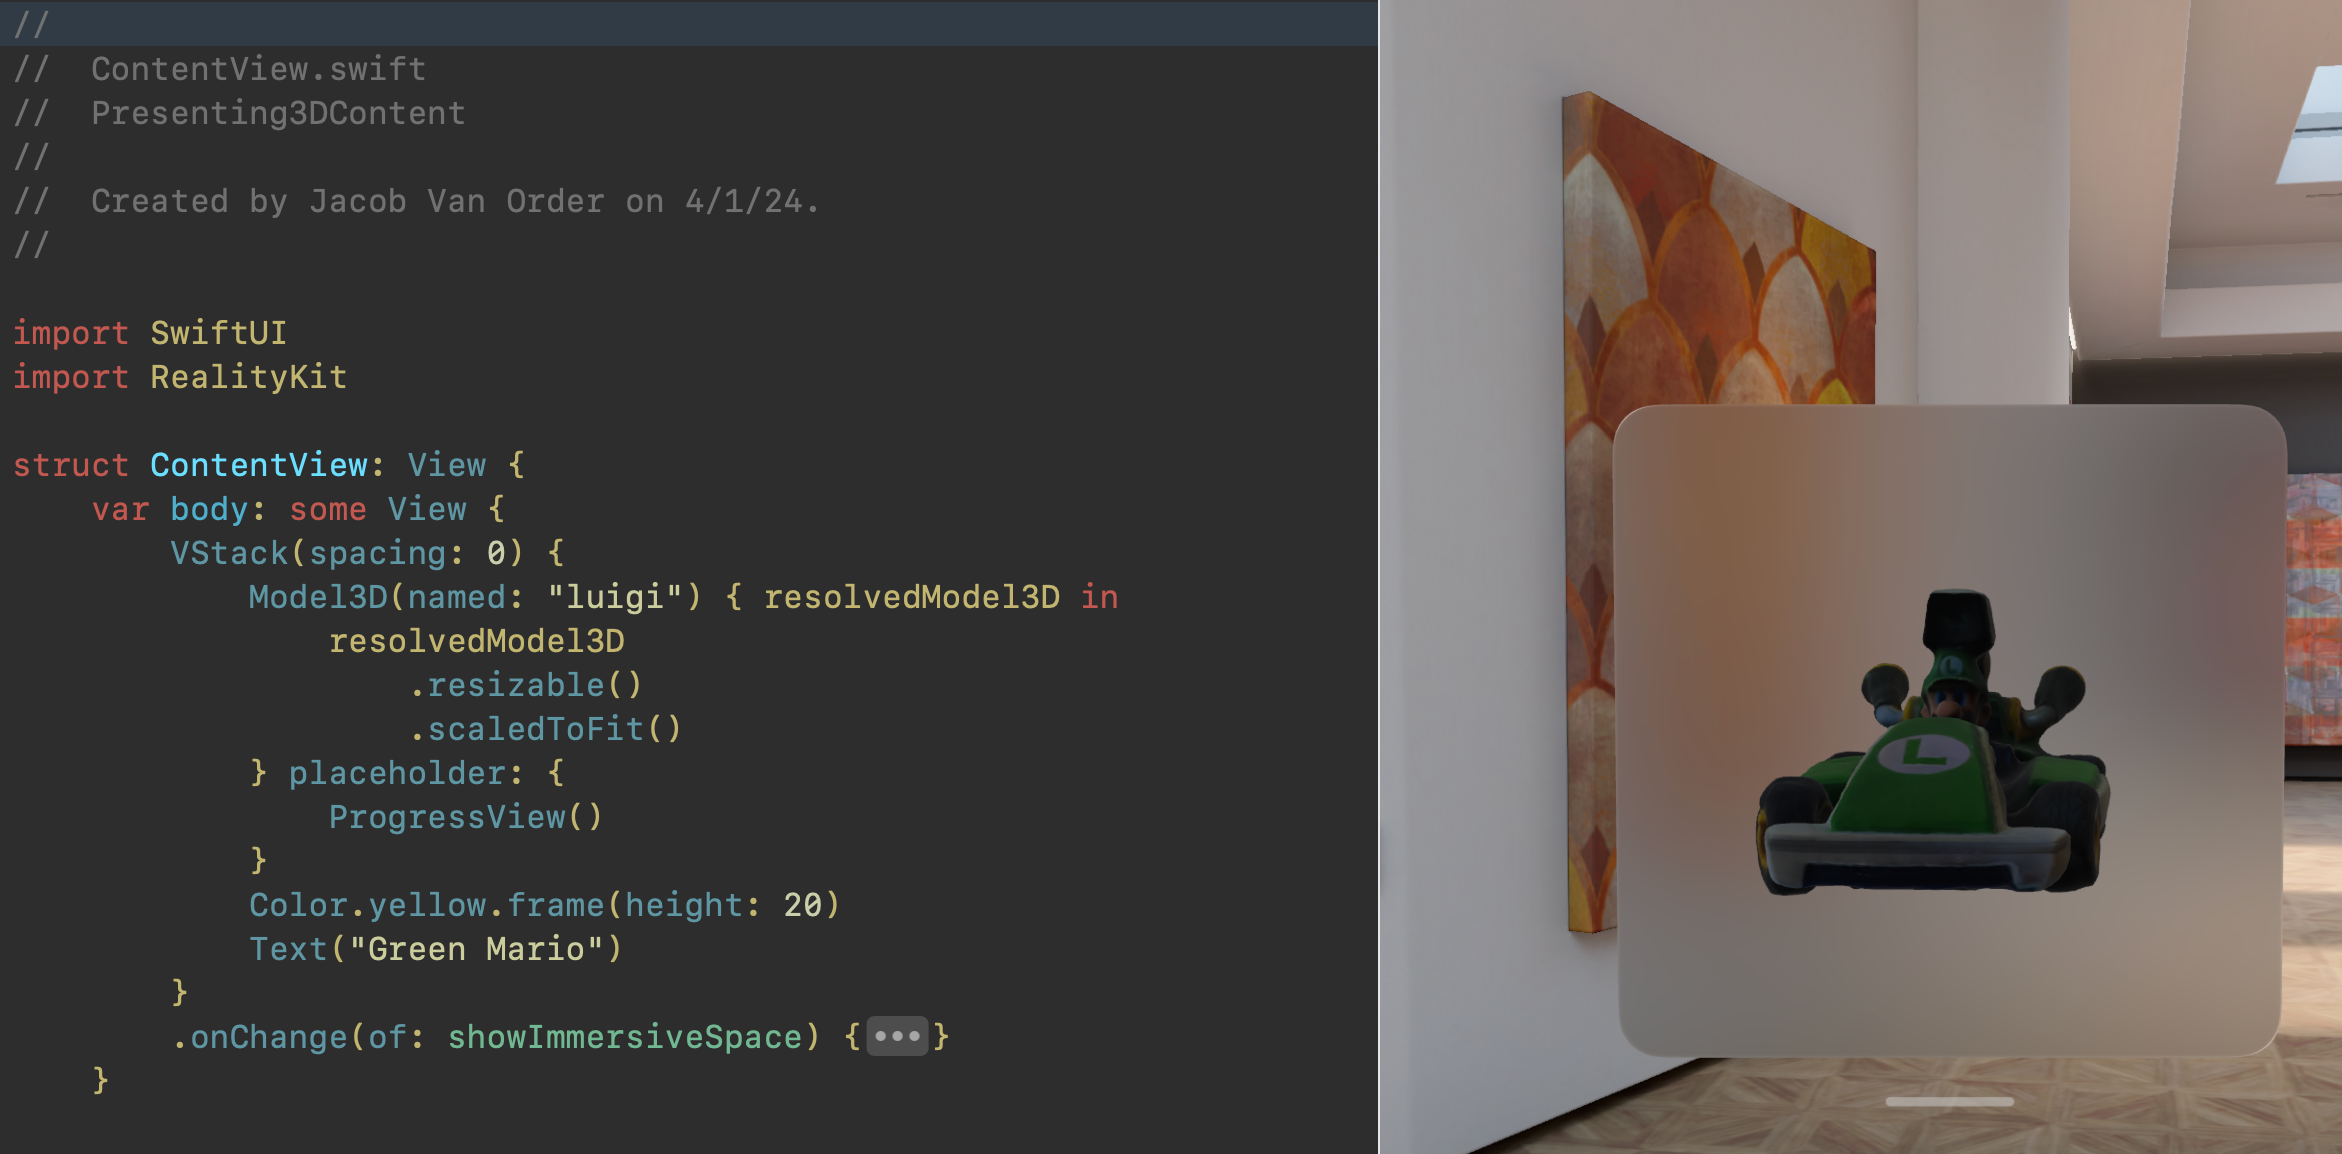 //
//  ContentView.swift
//  Presenting3DContent
//
//  Created by Jacob Van Order on 4/1/24.
//
import SwiftUI
import RealityKit
struct ContentView: View {
    var body: some View {
        VStack(spacing: 0) {
            Model3D(named: "luigi") { resolvedModel3D in
                resolvedModel3D
                    .resizable()
                    .scaledToFit()
            } placeholder: {
                ProgressView()
            }
            Color.yellow.frame(height: 20)
            Text("Green Mario")
        }
        .onChange(of: showImmersiveSpace) {•••}
    }
L
L